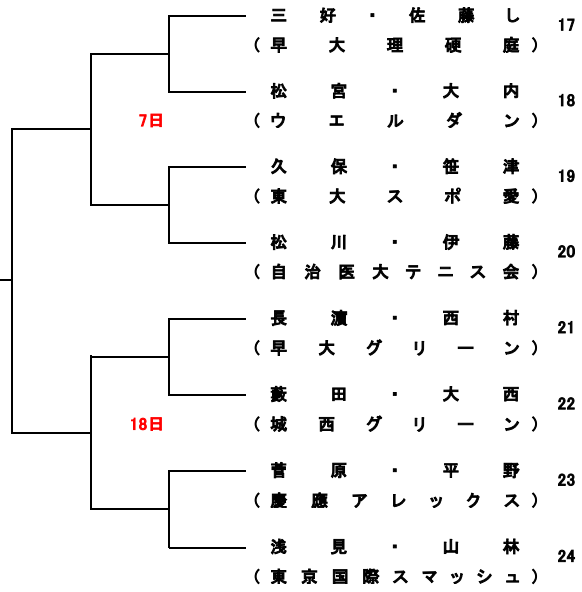 三好・佐藤し 17
(早大理硬庭)
松宮・大内 18
7日 (ウエルダン)
久保・笹津 19
(東大スポ愛)
松川・伊藤 20
(自治医大テニス会)
長濵・西村 21
(早大グリーン)
藪田・大西 22
18日 (城西グリーン)
菅原・平野 23
(慶應アレックス)
浅見・山林 24
(東京国際スマッシュ)